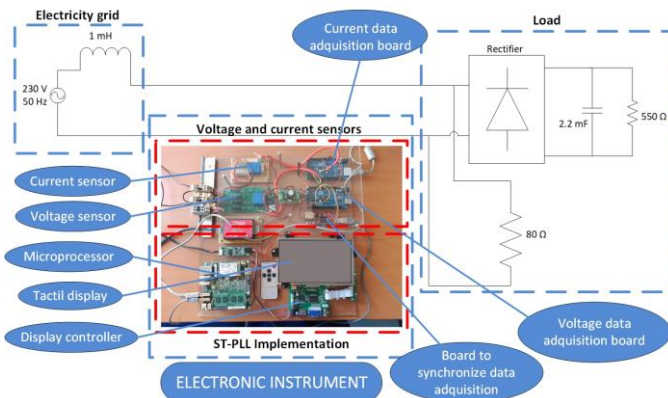 Electricity grid
1 mH
230 V
50 Hz
Current data
adquisition board
Load
Rectifier
2.2 mF
550 Ω
80 Ω
Voltage and current sensors
Current sensor
Voltage sensor
Microprocessor
Tactil display
Display controller
ST-PLL Implementation
ELECTRONIC INSTRUMENT
Board to
synchronize data
adquisition
Voltage data
adquisition board